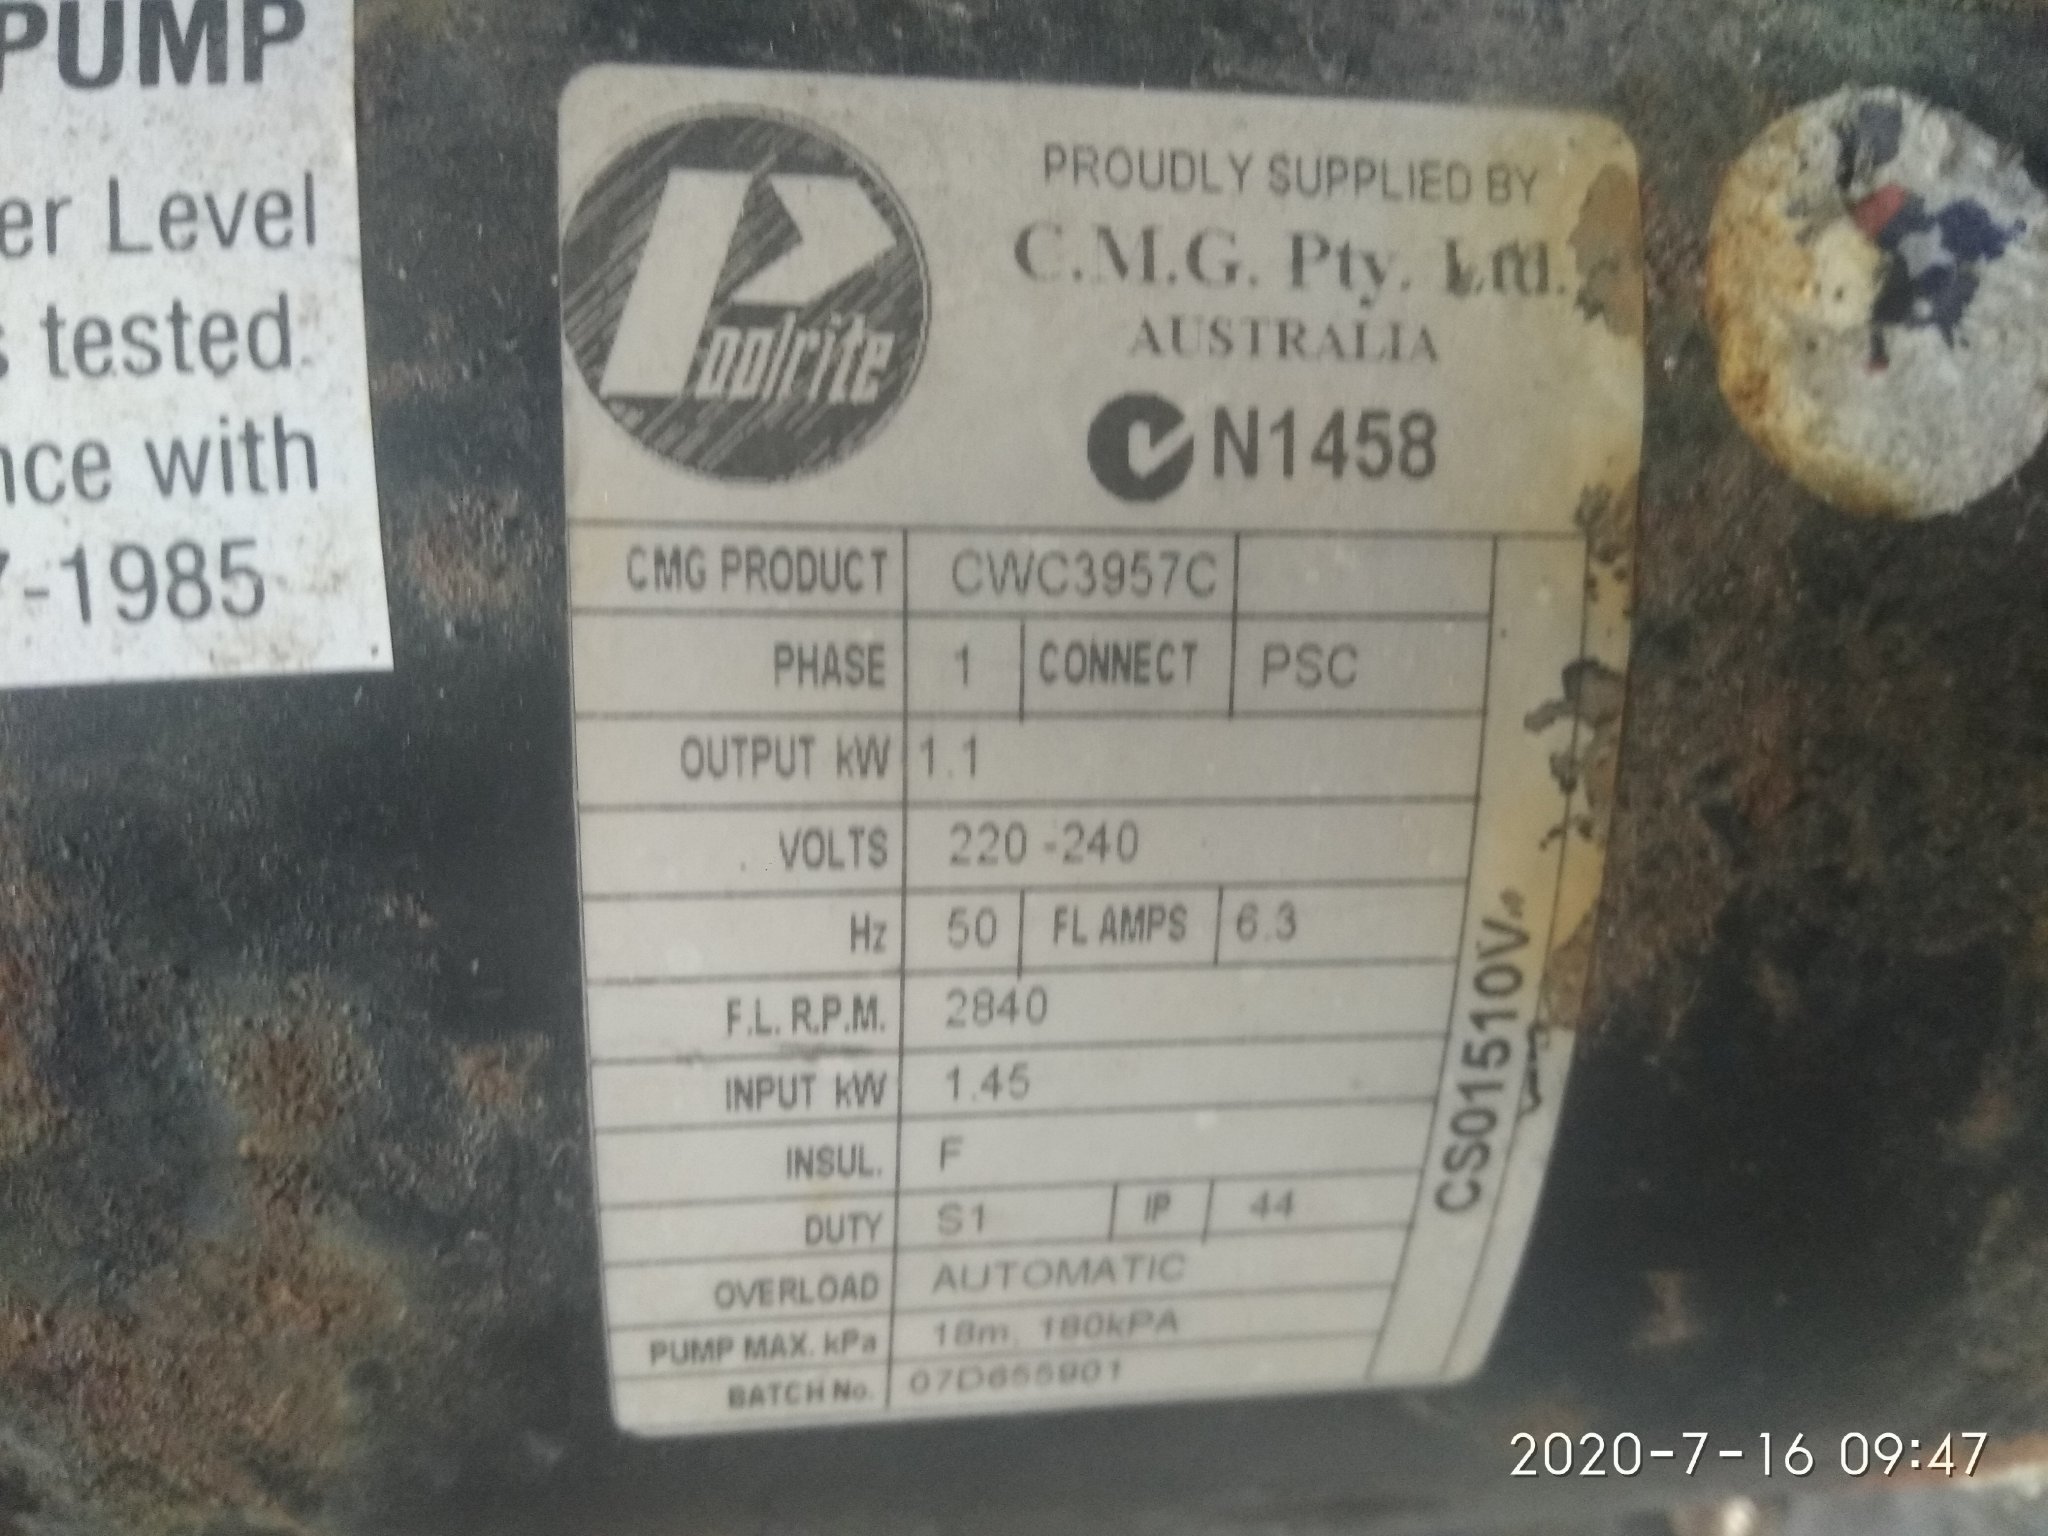 PUMP
er Level
s tested
nce with
7-1985
Poolrite
PROUDLY SUPPLIED BY
C.M.G. Pty. Ltd.
AUSTRALIA
N1458
CMG PRODUCT CWC3957C
PHASE 1 CONNECT PSC
OUTPUT kW 1.1
VOLTS 220 -240
Hz 50 FL AMPS 6.3
F.L. R.P.M. 2840
INPUT kW 1.45
INSUL. F
DUTY S1 IP 44
OVERLOAD AUTOMATIC
PUMP MAX. kPa 18m, 180kPA
BATCH No.
CS01510V
2020-7-16 09:47